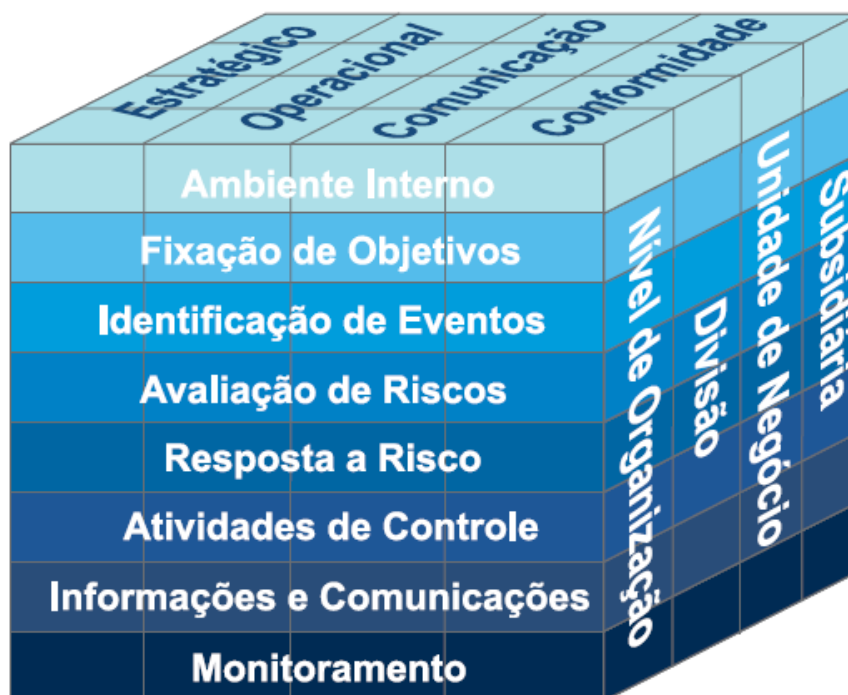 Estratégico
Operacional
Comunicação
Conformidade
Ambiente Interno
Fixação de Objetivos
Identificação de Eventos
Avaliação de Riscos
Resposta a Risco
Atividades de Controle
Informações e Comunicações
Monitoramento
Nível de Organização
Divisão
Unidade de Negócio
Subsidiária